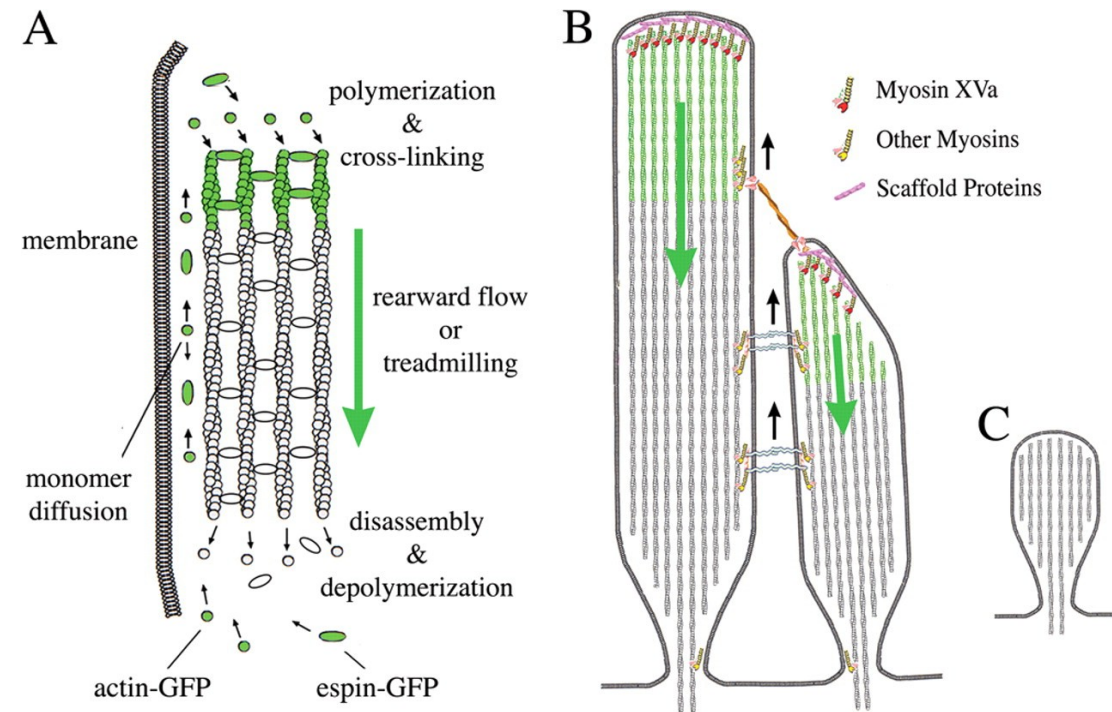 A
polymerization
&
cross-linking
membrane
rearward flow
or
treadmilling
monomer
diffusion
disassembly
&
depolymerization
actin-GFP
espin-GFP
B
Myosin XVa
Other Myosins
Scaffold Proteins
C